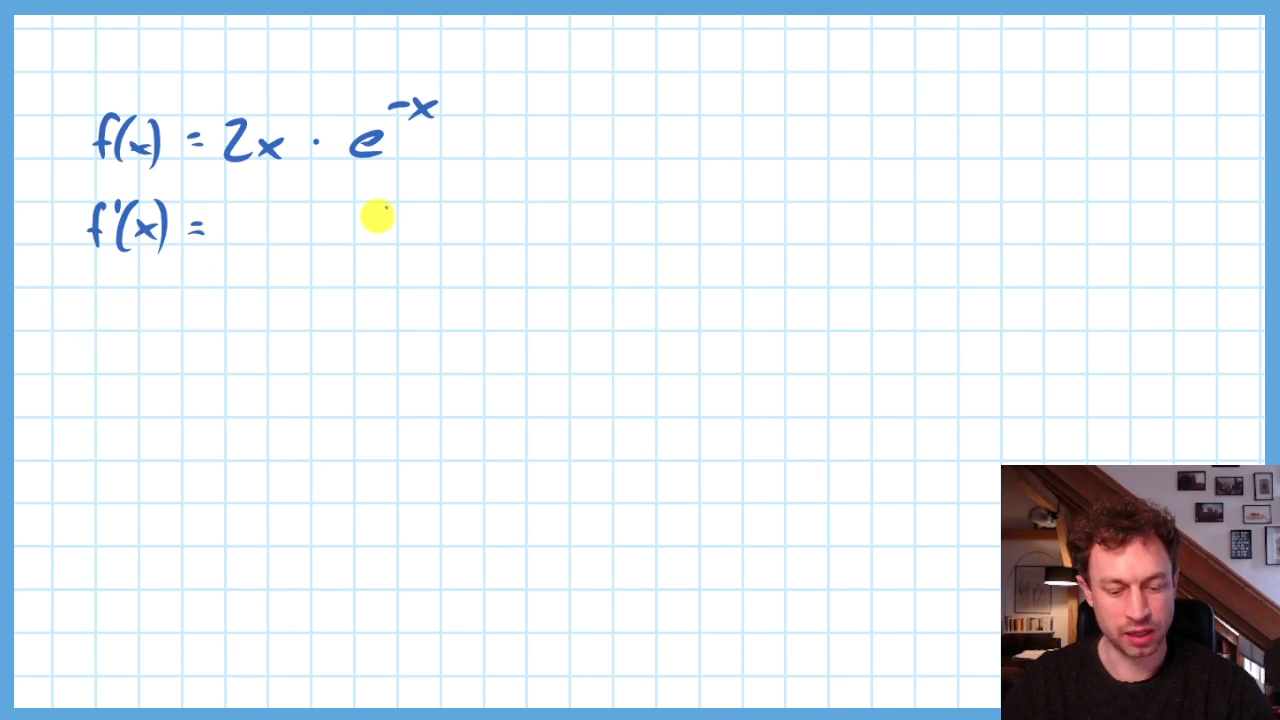 f(x) = 2x · e^{-x}
f'(x) =